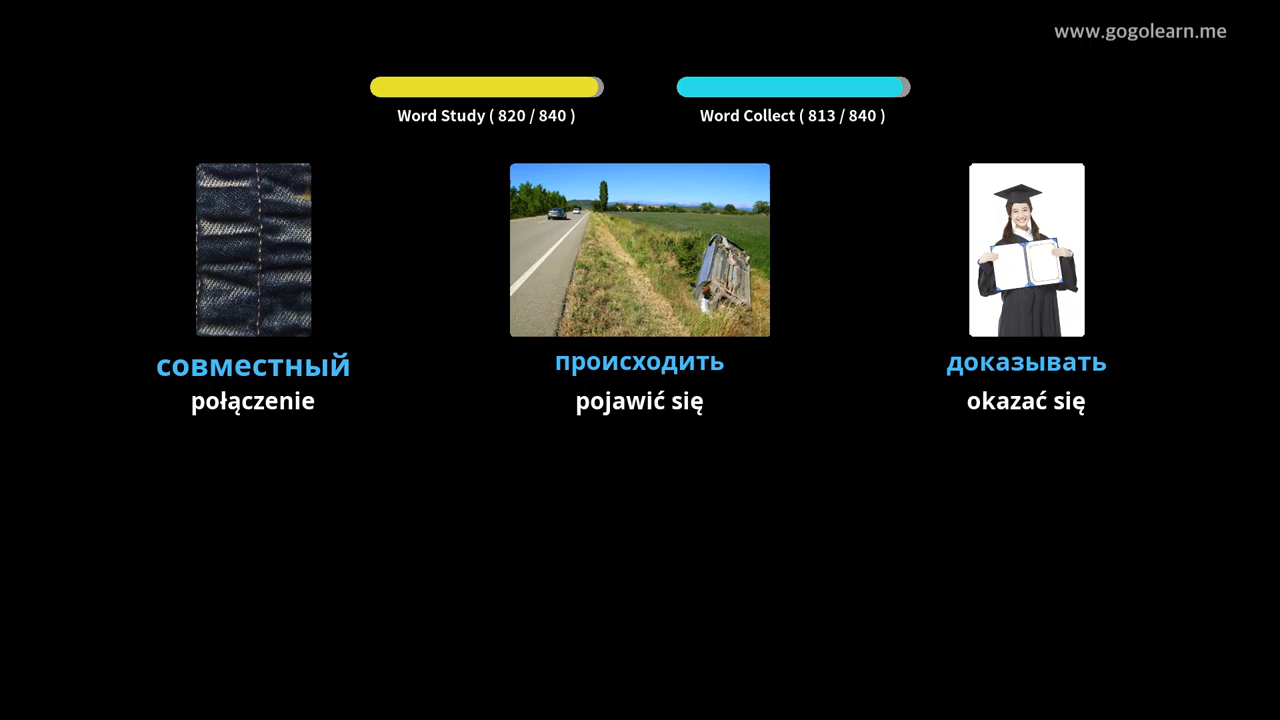 www.gogolearn.me
Word Study ( 820 / 840 )
Word Collect ( 813 / 840 )
совместный
происходить
доказывать
połączenie
pojawić się
okazać się